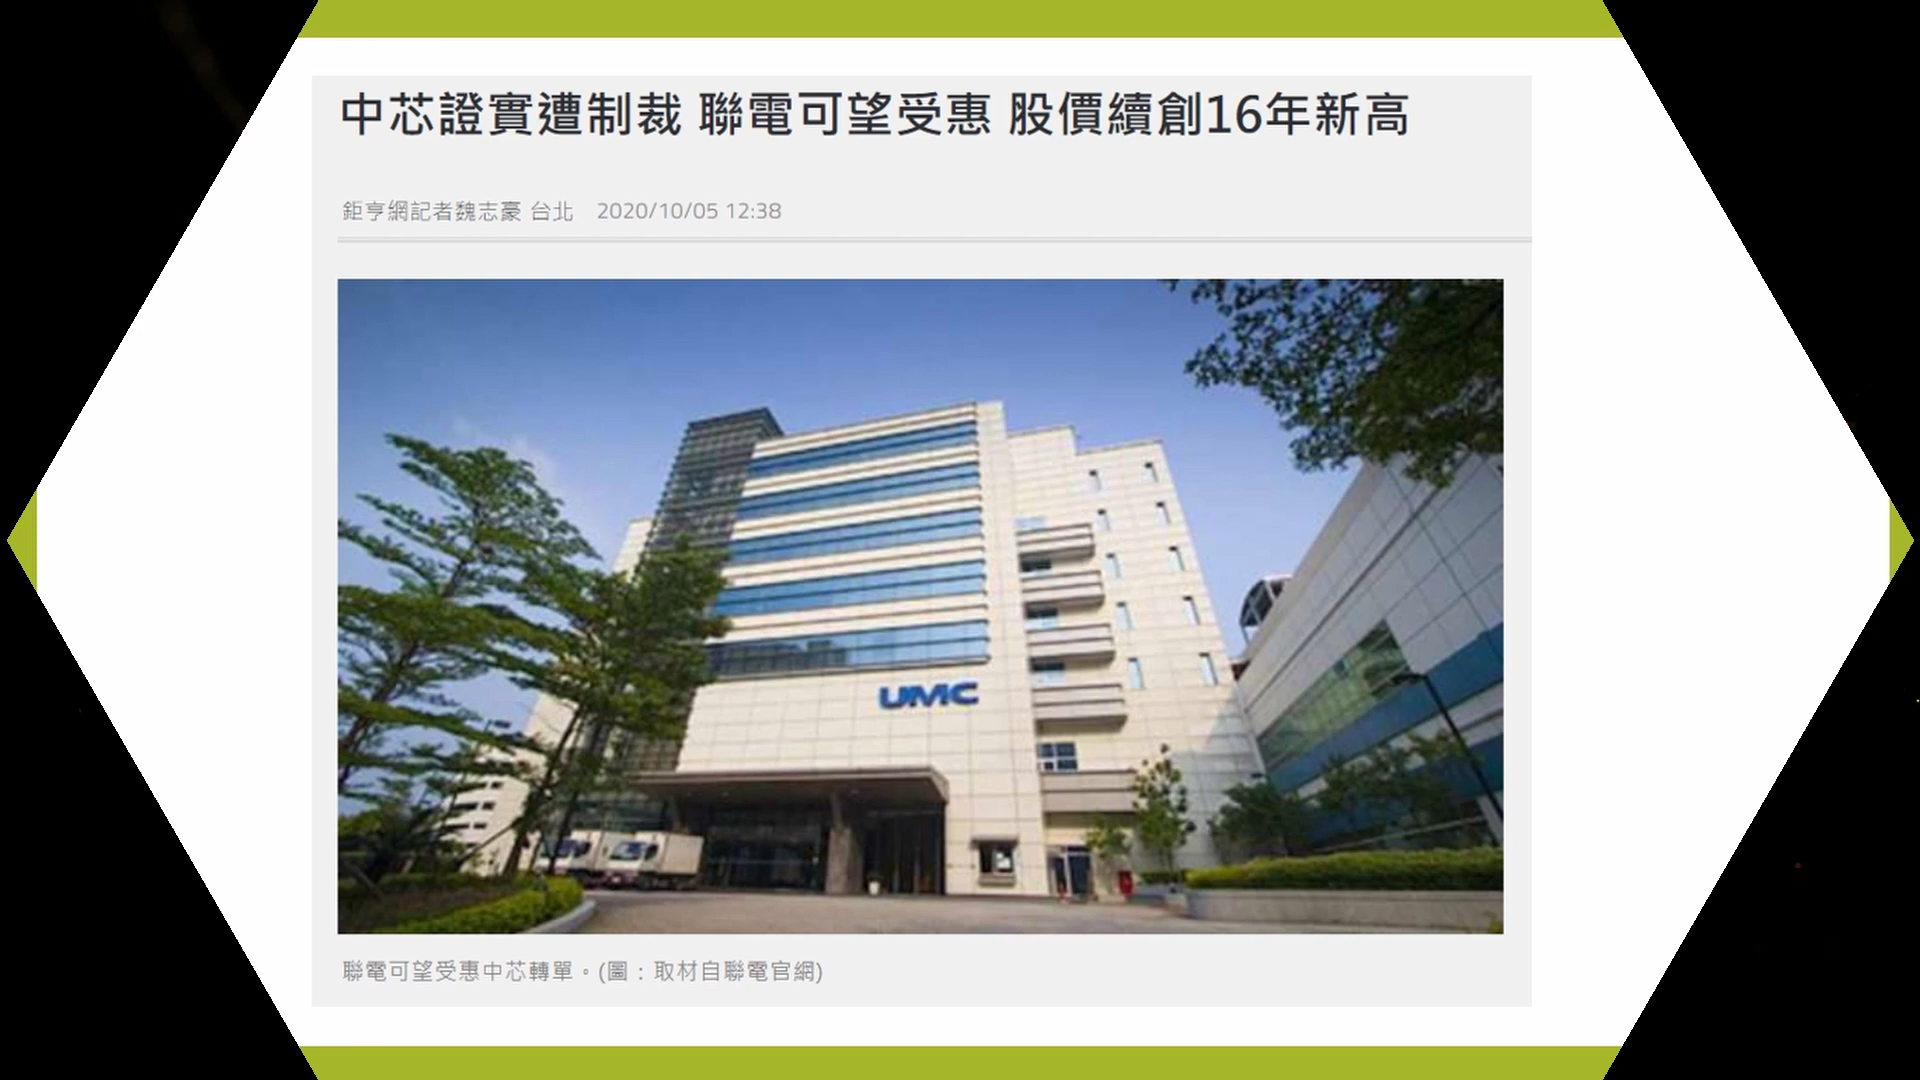 中芯證實遭制裁 聯電可望受惠 股價續創16年新高
鉅亨網記者魏志豪 台北 2020/10/05 12:38
UMC
聯電可望受惠中芯轉單。(圖：取材自聯電官網)